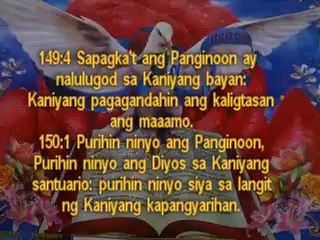 149:4 Sapagka't ang Panginoon ay
nalulugod sa Kaniyang bayan:
Kaniyang pagagandahin ang kaligtasan
ang maaamo.
150:1 Purihin ninyo ang Panginoon,
Purihin ninyo ang Diyos sa Kaniyang
santuario: purihin ninyo siya sa langit
ng Kaniyang kapangyarihan.